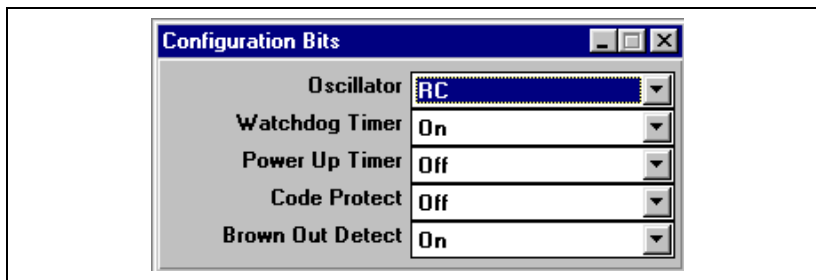 Configuration Bits
Oscillator RC
Watchdog Timer On
Power Up Timer Off
Code Protect Off
Brown Out Detect On